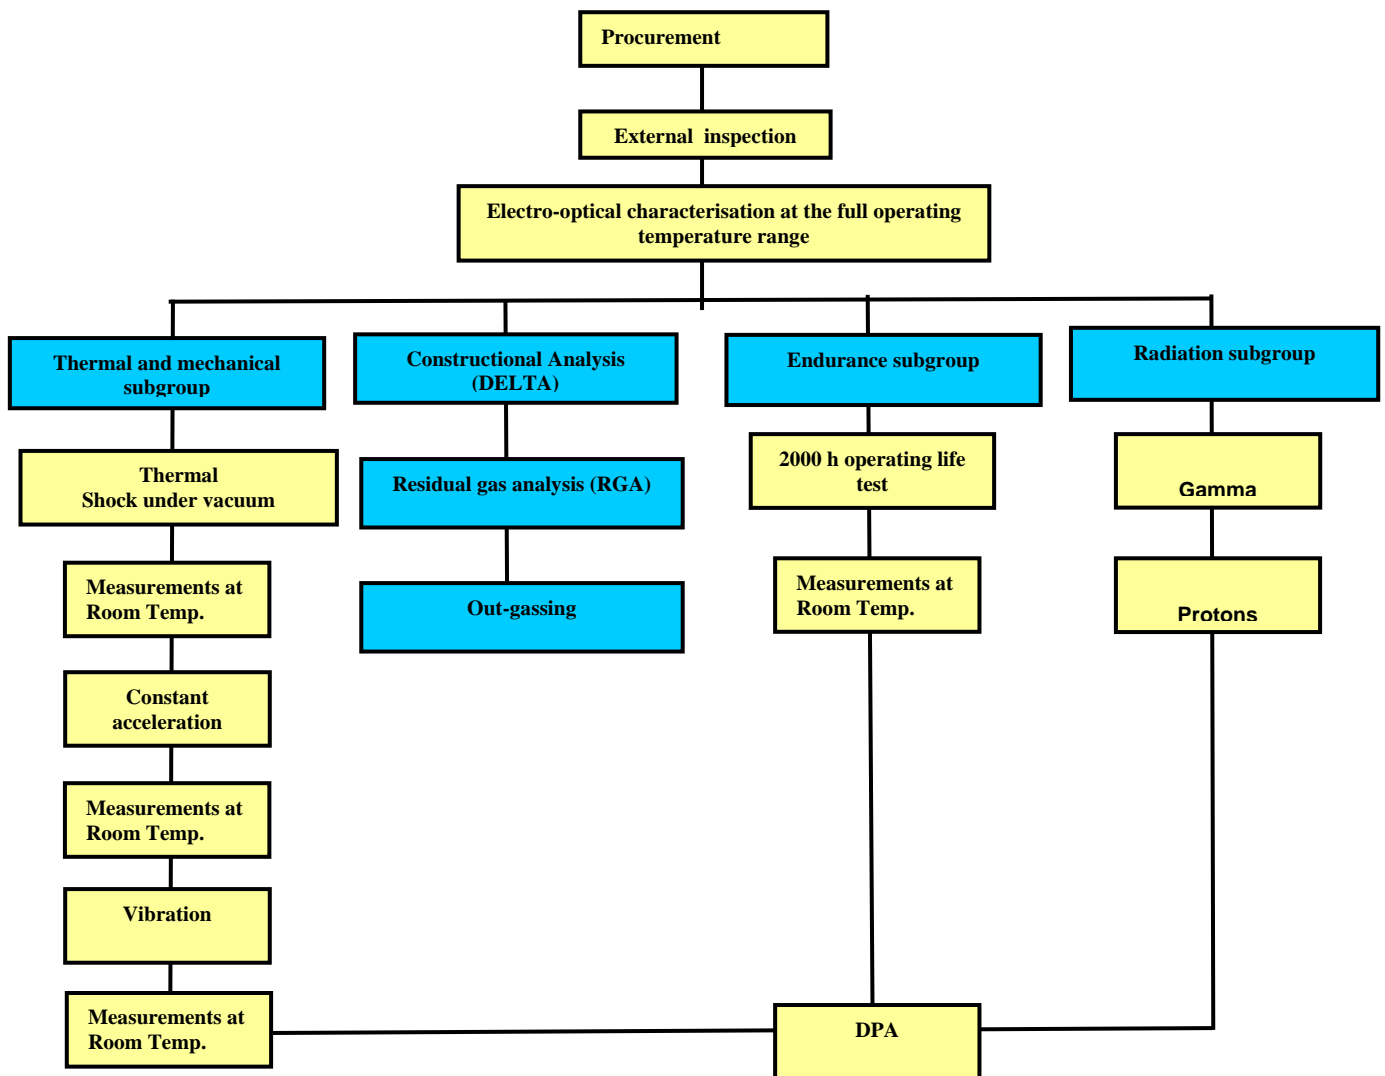 Procurement
External inspection
Electro-optical characterisation at the full operating
temperature range
Thermal and mechanical
subgroup
Constructional Analysis
(DELTA)
Endurance subgroup
Radiation subgroup
Thermal
Shock under vacuum
Residual gas analysis (RGA)
2000 h operating life
test
Gamma
Measurements at
Room Temp.
Out-gassing
Measurements at
Room Temp.
Protons
Constant
acceleration
Measurements at
Room Temp.
Vibration
Measurements at
Room Temp.
DPA